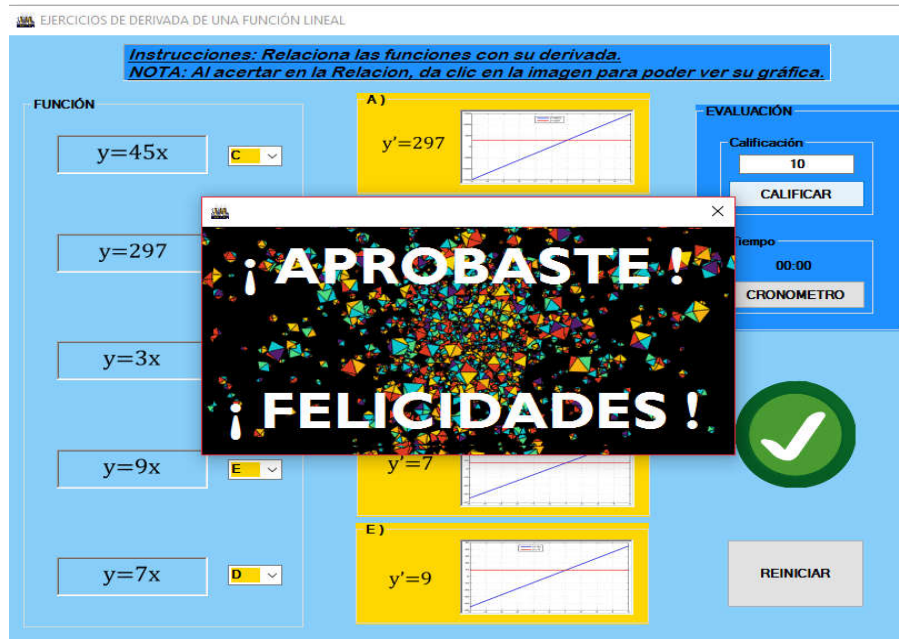 EJERCICIOS DE DERIVADA DE UNA FUNCIÓN LINEAL
Instrucciones: Relaciona las funciones con su derivada.
NOTA: Al acertar en la Relacion, da clic en la imagen para poder ver su gráfica.
FUNCIÓN
y=45x
C
y=297
y=3x
y=9x
E
y=7x
D
A )
y’=297
¡ APROBASTE !
¡ FELICIDADES !
y’=7
E )
y’=9
EVALUACIÓN
Calificación
10
CALIFICAR
Tiempo
00:00
CRONOMETRO
REINICIAR